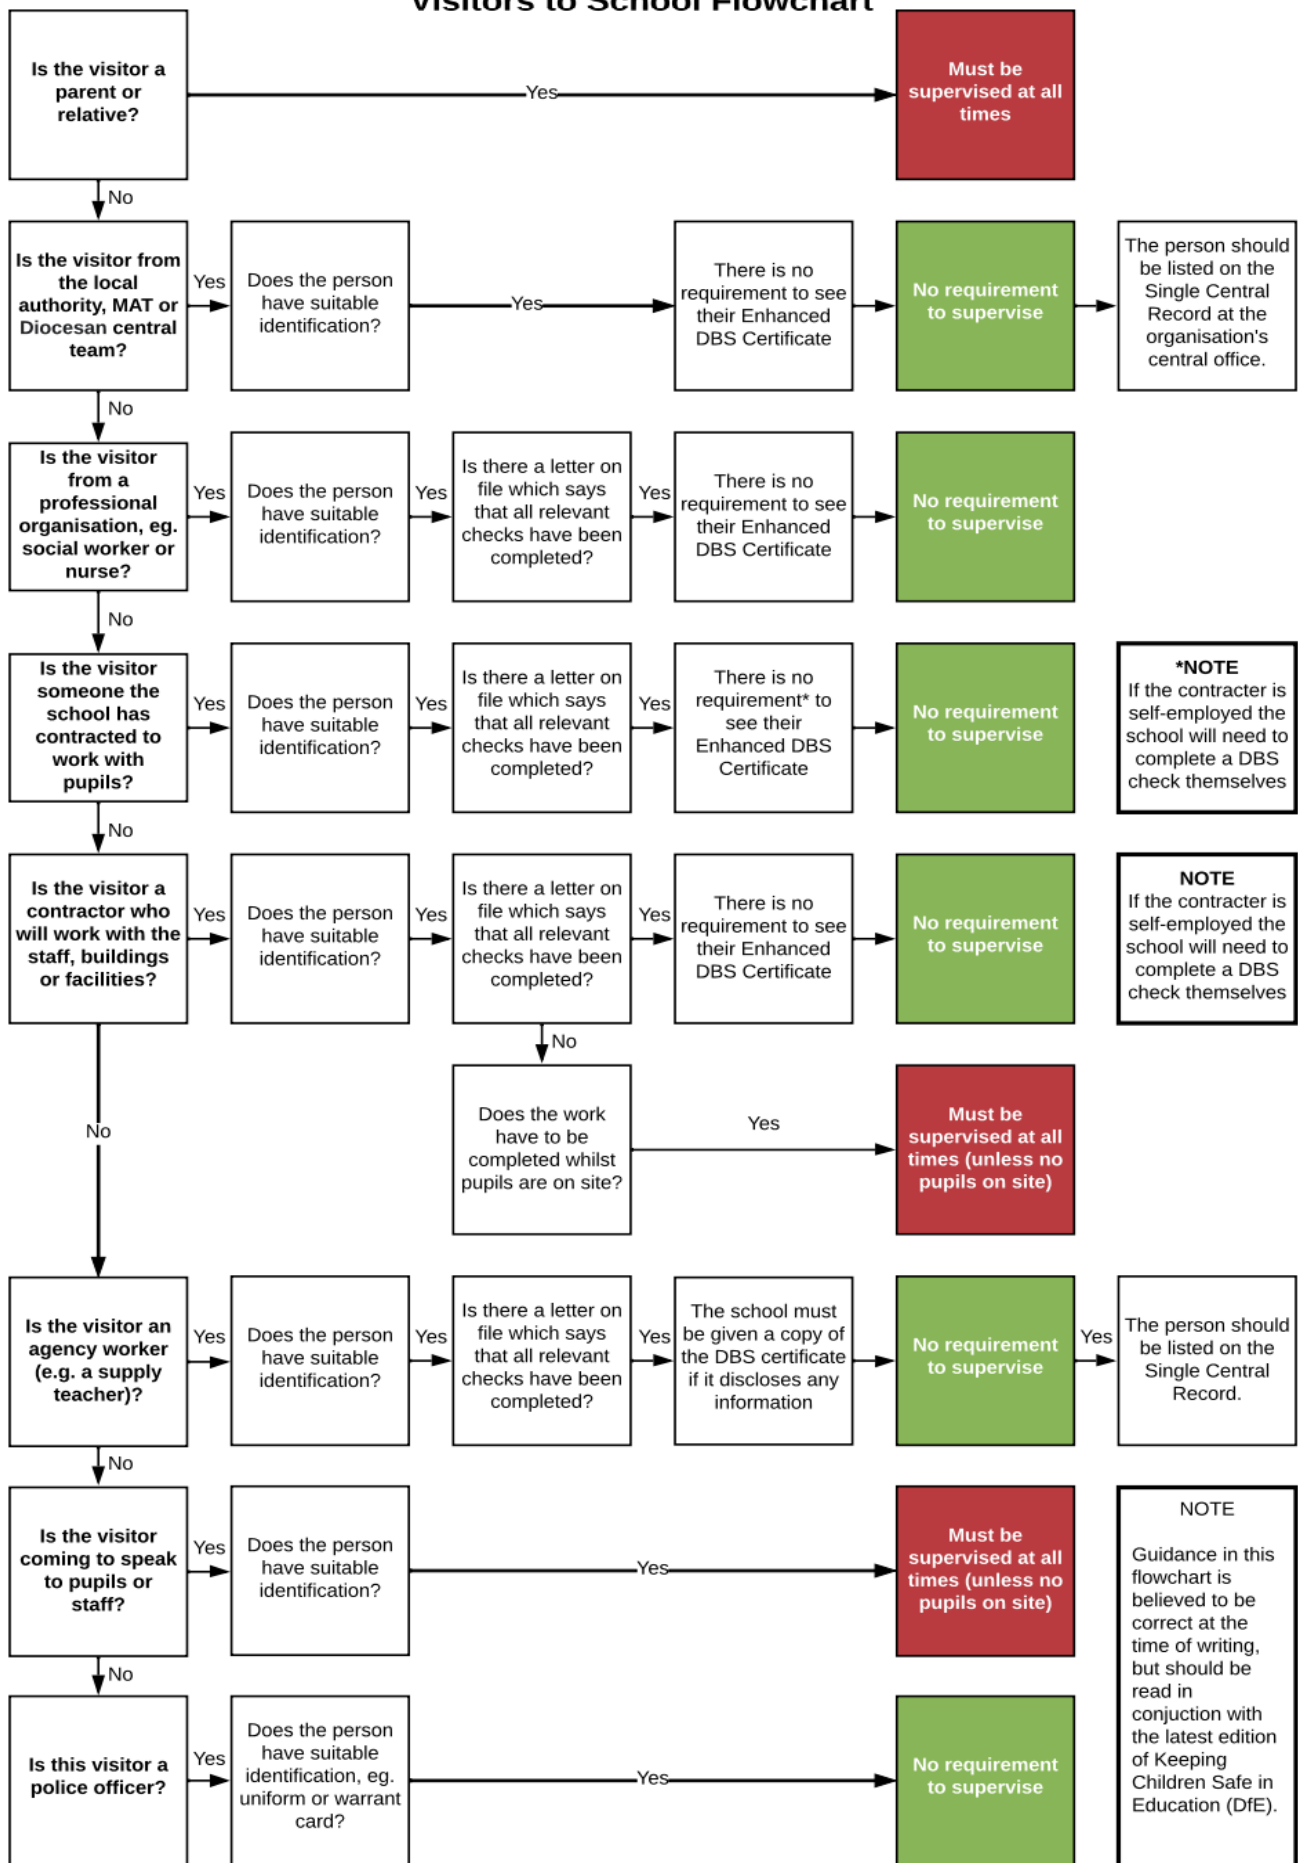 Visitors to School Flowchart
Is the visitor a
parent or
relative?
Yes
Must be
supervised at all
times
No
Is the visitor from
the local
authority, MAT or
Diocesan central
team?
Yes
Does the person
have suitable
identification?
Yes
There is no
requirement to see
their Enhanced
DBS Certificate
No requirement
to supervise
The person should
be listed on the
Single Central
Record at the
organisation's
central office.
No
Is the visitor
from a
professional
organisation, eg.
social worker or
nurse?
Yes
Does the person
have suitable
identification?
Yes
Is there a letter on
file which says
that all relevant
checks have been
completed?
Yes
There is no
requirement to see
their Enhanced
DBS Certificate
No requirement
to supervise
No
Is the visitor
someone the
school has
contracted to
work with
pupils?
Yes
Does the person
have suitable
identification?
Yes
Is there a letter on
file which says
that all relevant
checks have been
completed?
Yes
There is no
requirement* to
see their
Enhanced DBS
Certificate
No requirement
to supervise
*NOTE
If the contracter is
self-employed the
school will need to
complete a DBS
check themselves
No
Is the visitor a
contractor who
will work with the
staff, buildings
or facilities?
Yes
Does the person
have suitable
identification?
Yes
Is there a letter on
file which says
that all relevant
checks have been
completed?
Yes
There is no
requirement to see
their Enhanced
DBS Certificate
No requirement
to supervise
NOTE
If the contracter is
self-employed the
school will need to
complete a DBS
check themselves
No
No
Does the work
have to be
completed whilst
pupils are on site?
Yes
Must be
supervised at all
times (unless no
pupils on site)
Is the visitor an
agency worker
(e.g. a supply
teacher)?
Yes
Does the person
have suitable
identification?
Yes
Is there a letter on
file which says
that all relevant
checks have been
completed?
Yes
The school must
be given a copy of
the DBS certificate
if it discloses any
information
No requirement
to supervise
Yes
The person should
be listed on the
Single Central
Record.
No
Is the visitor
coming to speak
to pupils or
staff?
Yes
Does the person
have suitable
identification?
Yes
Must be
supervised at all
times (unless no
pupils on site)
No
Is this visitor a
police officer?
Yes
Does the person
have suitable
identification, eg.
uniform or warrant
card?
Yes
No requirement
to supervise
NOTE
Guidance in this
flowchart is
believed to be
correct at the
time of writing,
but should be
read in
conjuction with
the latest edition
of Keeping
Children Safe in
Education (DfE).